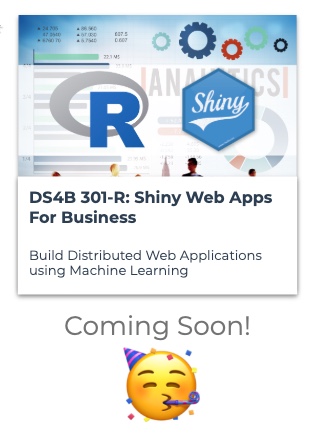 ANALYTICS
R
Shiny
DS4B 301-R: Shiny Web Apps
For Business
Build Distributed Web Applications
using Machine Learning
Coming Soon!